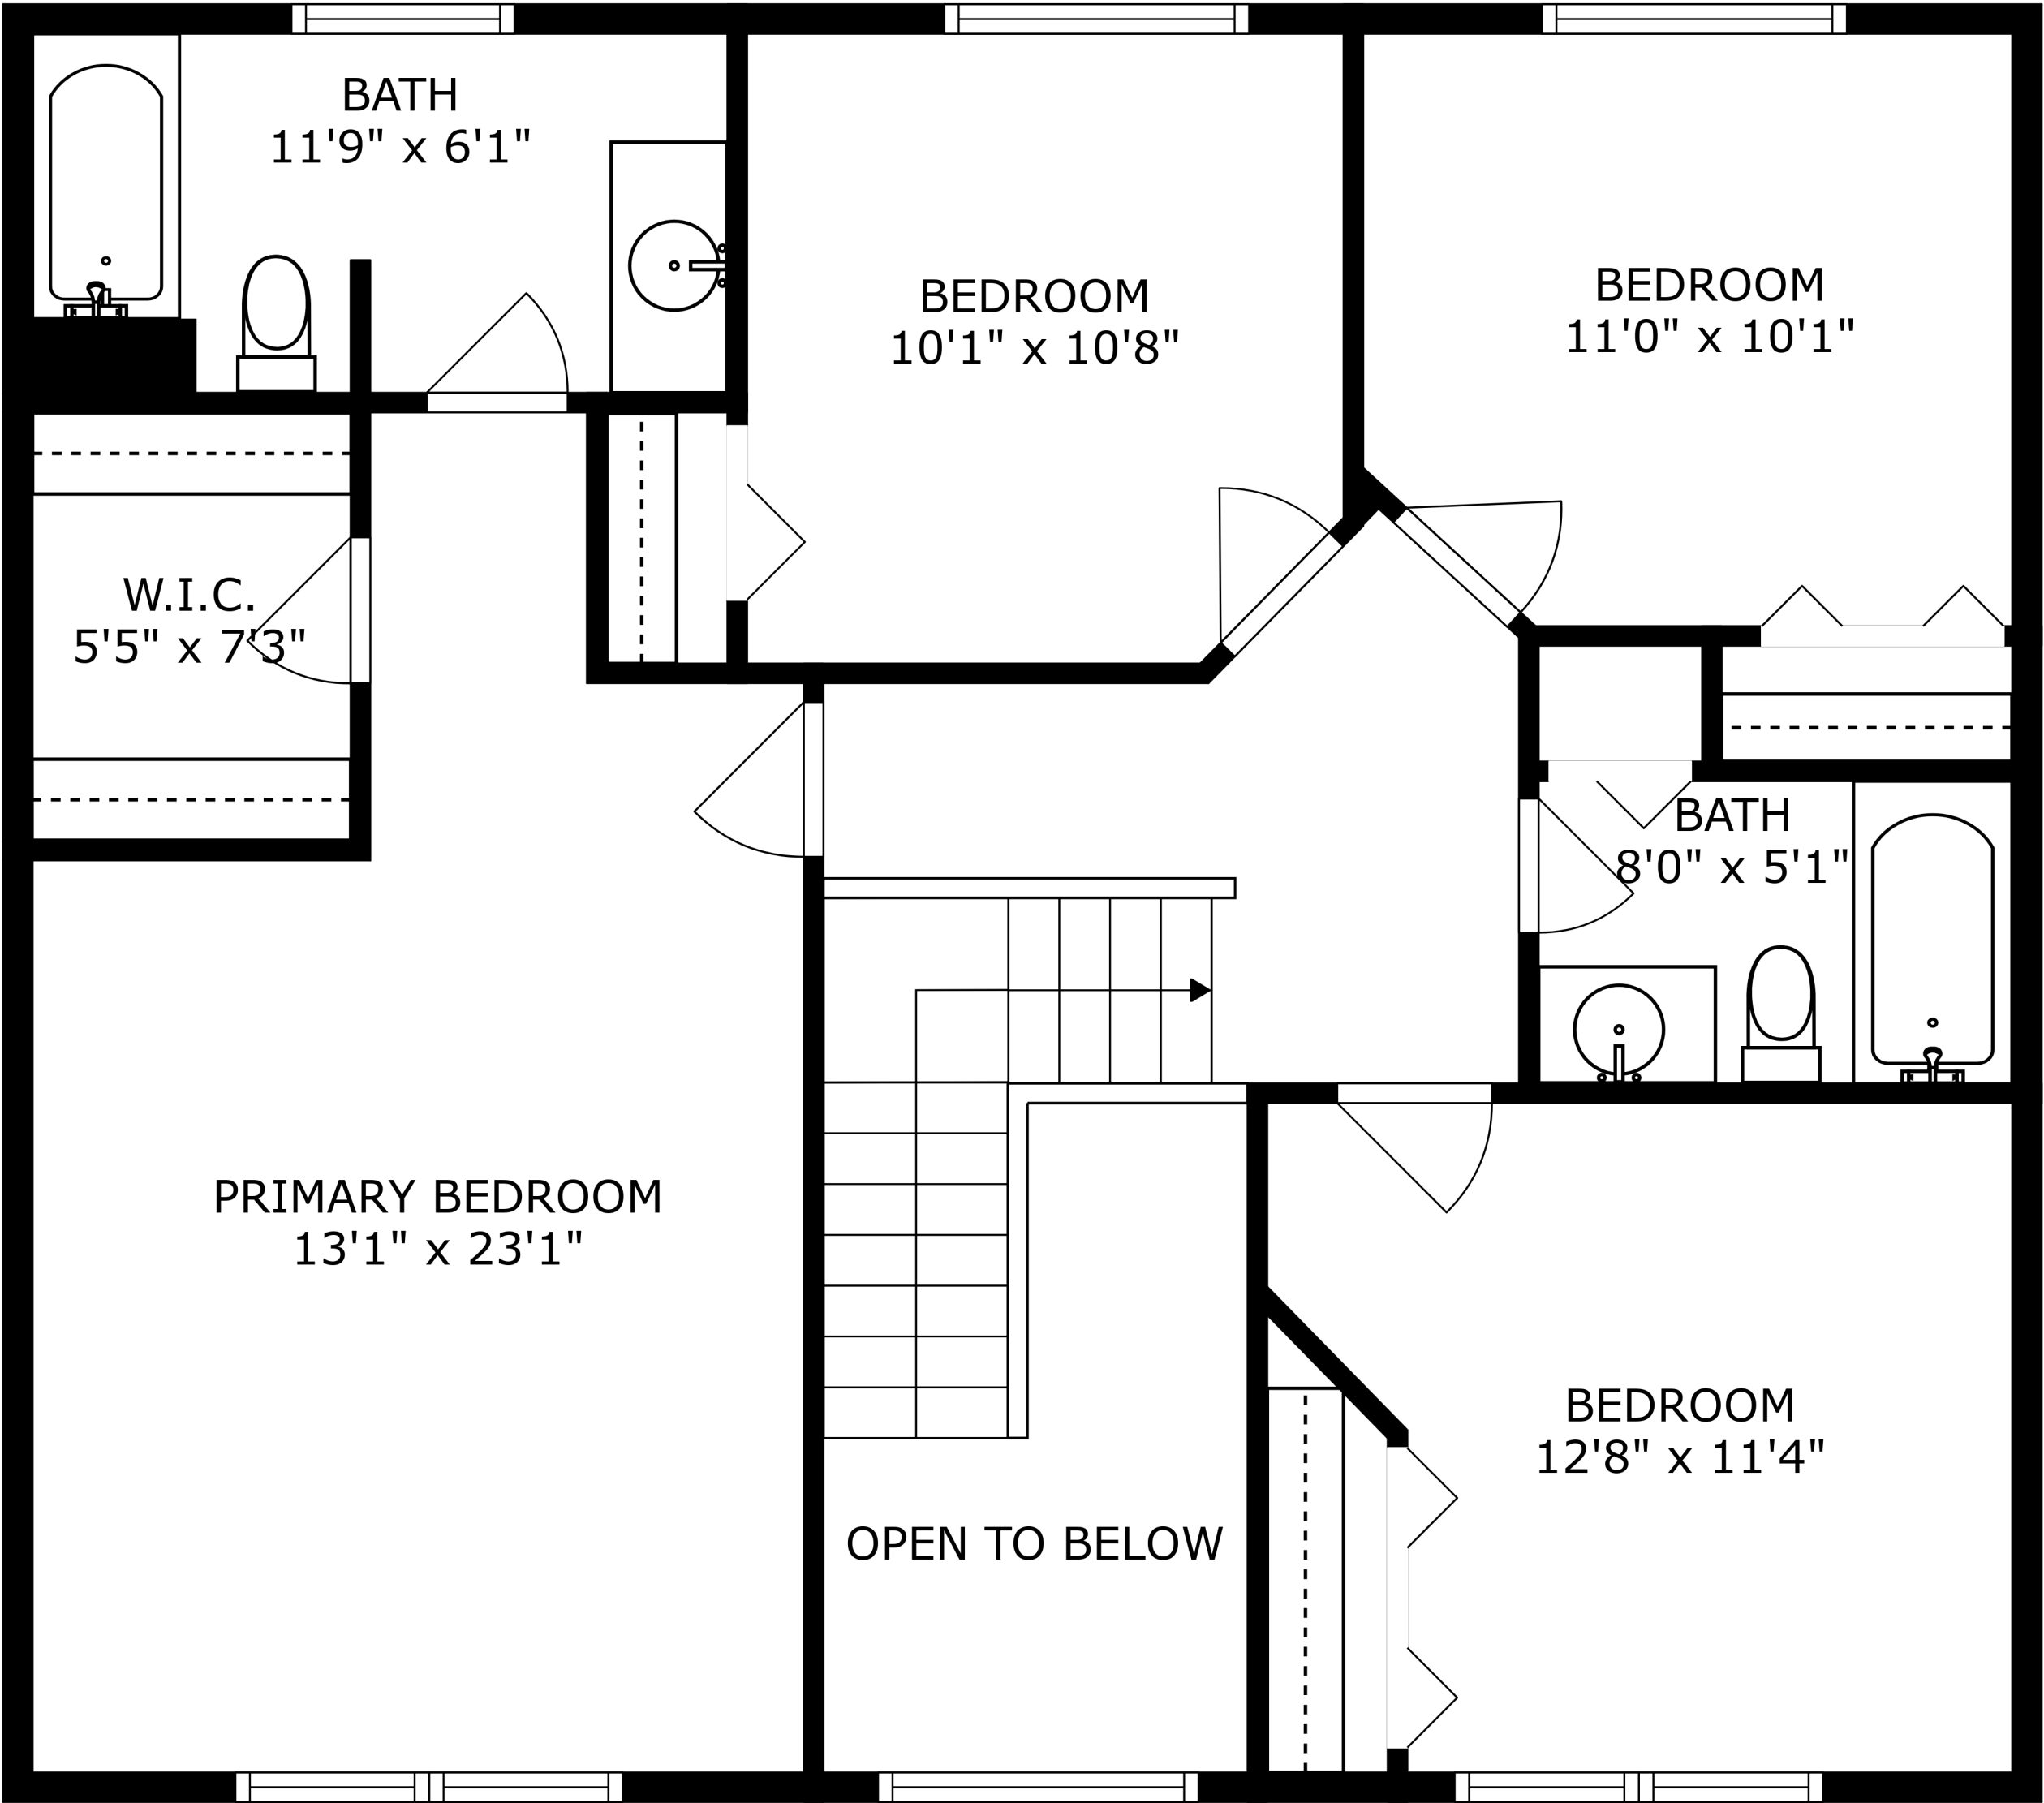 BATH
11'9" x 6'1"
BEDROOM
10'1" x 10'8"
BEDROOM
11'0" x 10'1"
W.I.C.
5'5" x 7'3"
BATH
8'0" x 5'1"
PRIMARY BEDROOM
13'1" x 23'1"
BEDROOM
12'8" x 11'4"
OPEN TO BELOW